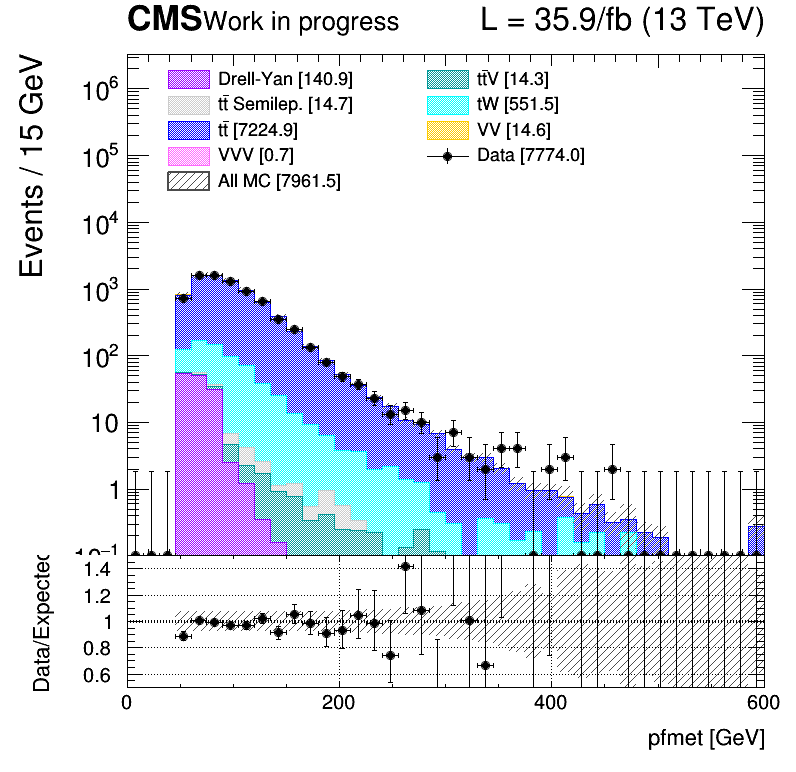 CMS Work in progress L = 35.9/fb (13 TeV)
Events / 15 GeV
Drell-Yan [140.9] tt̄V [14.3]
tt̄ Semilep. [14.7] tW [551.5]
tt̄ [7224.9] VV [14.6]
VVV [0.7] Data [7774.0]
All MC [7961.5]
10⁶
10⁵
10⁴
10³
10²
10
1
10⁻¹
Data/Expected
1.4
1.2
1
0.8
0.6
0 200 400 600
pfmet [GeV]